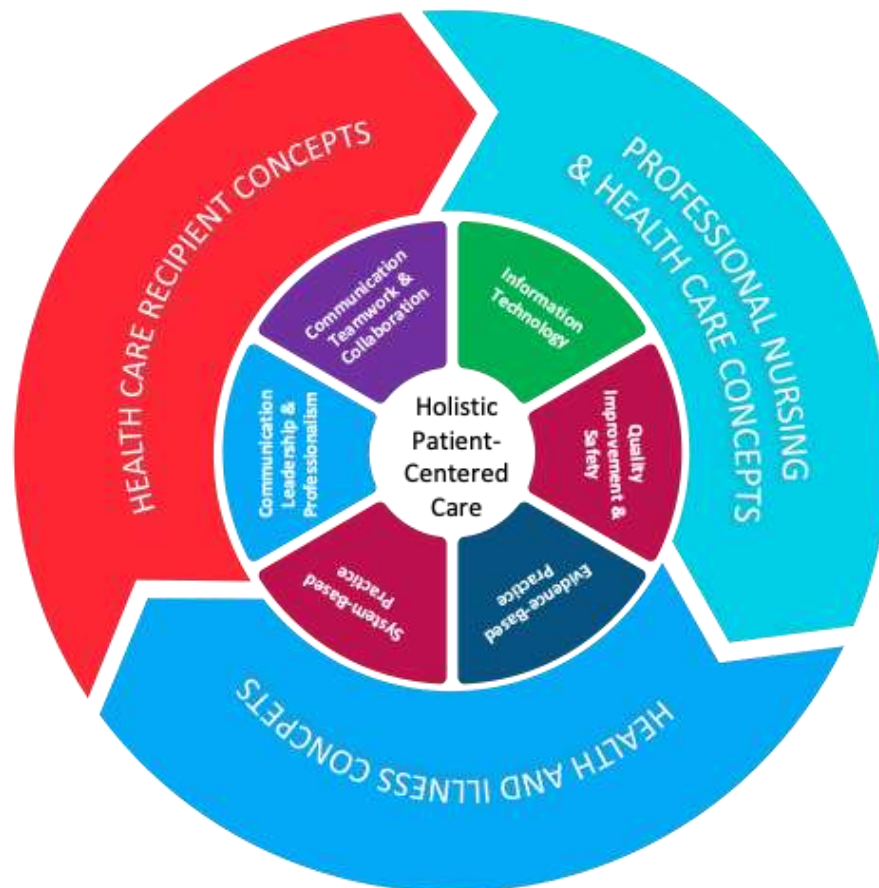 HEALTH CARE RECIPIENT CONCEPTS
PROFESSIONAL NURSING
& HEALTH CARE CONCEPTS
HEALTH AND ILLNESS CONCPETS
Communication
Teamwork &
Collaboration
Information
Technology
Quality
Improvement &
Safety
Evidence-Based
Practice
System-Based
Practice
Communication
Leadership &
Professionalism
Holistic
Patient-
Centered
Care